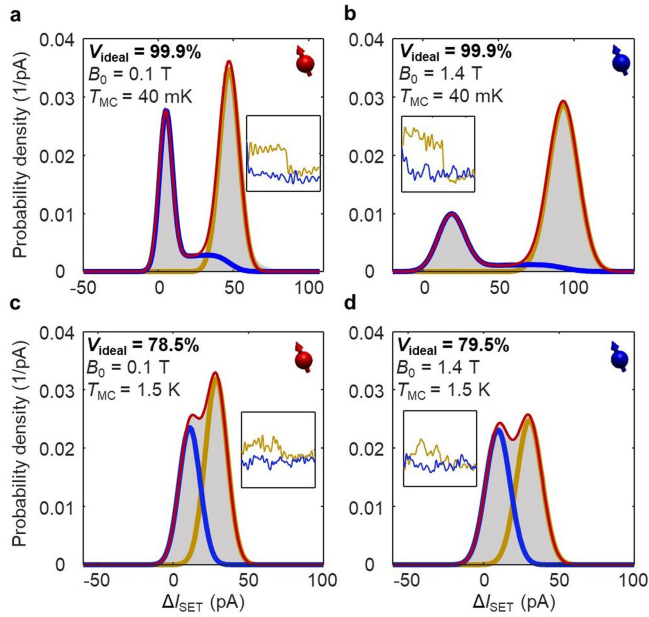 a
V_ideal = 99.9%
B_0 = 0.1 T
T_MC = 40 mK
0.04
0.03
0.02
0.01
0
-50
0
50
100
Probability density (1/pA)
b
V_ideal = 99.9%
B_0 = 1.4 T
T_MC = 40 mK
0.04
0.03
0.02
0.01
0
0
50
100
c
V_ideal = 78.5%
B_0 = 0.1 T
T_MC = 1.5 K
0.04
0.03
0.02
0.01
0
0
50
100
-50
Probability density (1/pA)
ΔI_SET (pA)
d
V_ideal = 79.5%
B_0 = 1.4 T
T_MC = 1.5 K
0.04
0.03
0.02
0.01
0
-50
0
50
100
ΔI_SET (pA)